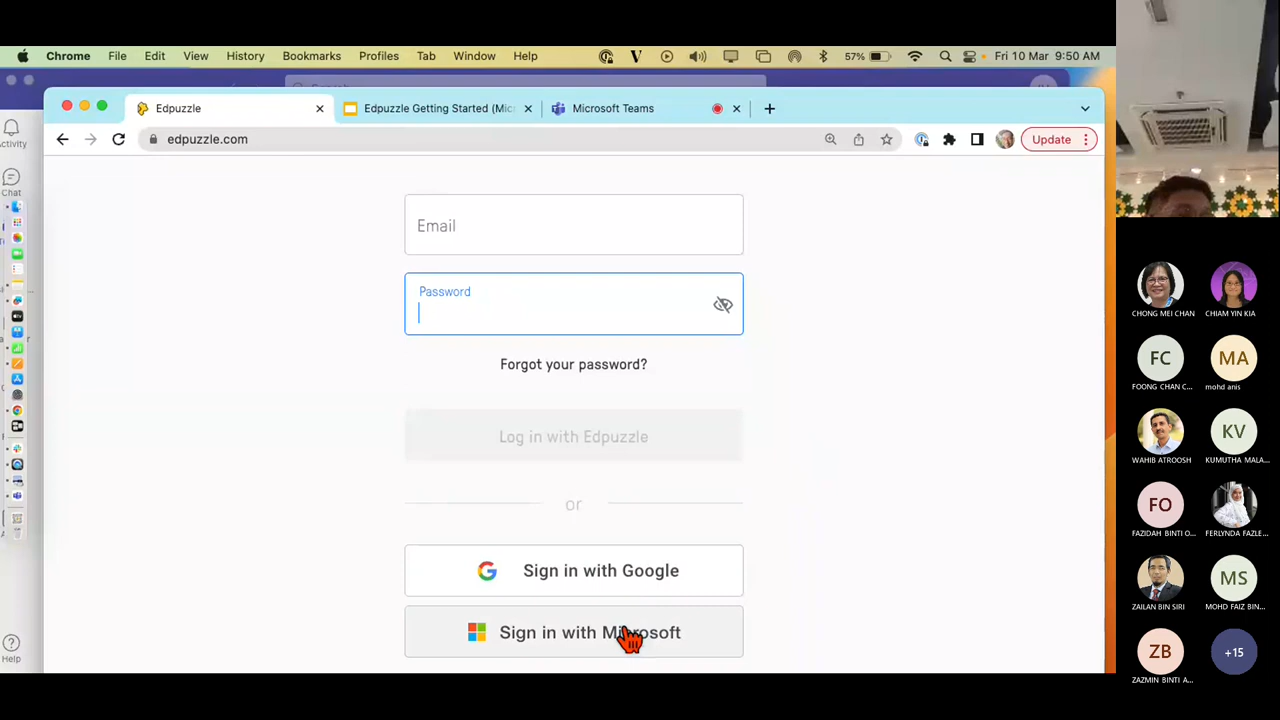 Chrome File Edit View History Bookmarks Profiles Tab Window Help 57% Fri 10 Mar 9:50 AM
Edpuzzle
Edpuzzle Getting Started (Mic
Microsoft Teams
edpuzzle.com
Update
Activity
Chat
Email
Password
Forgot your password?
Log in with Edpuzzle
or
Sign in with Google
Sign in with Microsoft
Help
CHONG MEI CHAN
CHIAM YIN KIA
FC
MA
FOONG CHAN C...
mohd anis
KV
WAHIB ATROOSH
KUMUTHA MALA...
FO
FAZIDAH BINTI O...
FERLYNDA FAZLE...
MS
ZAILAN BIN SIRI
MOHD FAIZ BIN...
ZB
+15
ZAZMIN BINTI A...